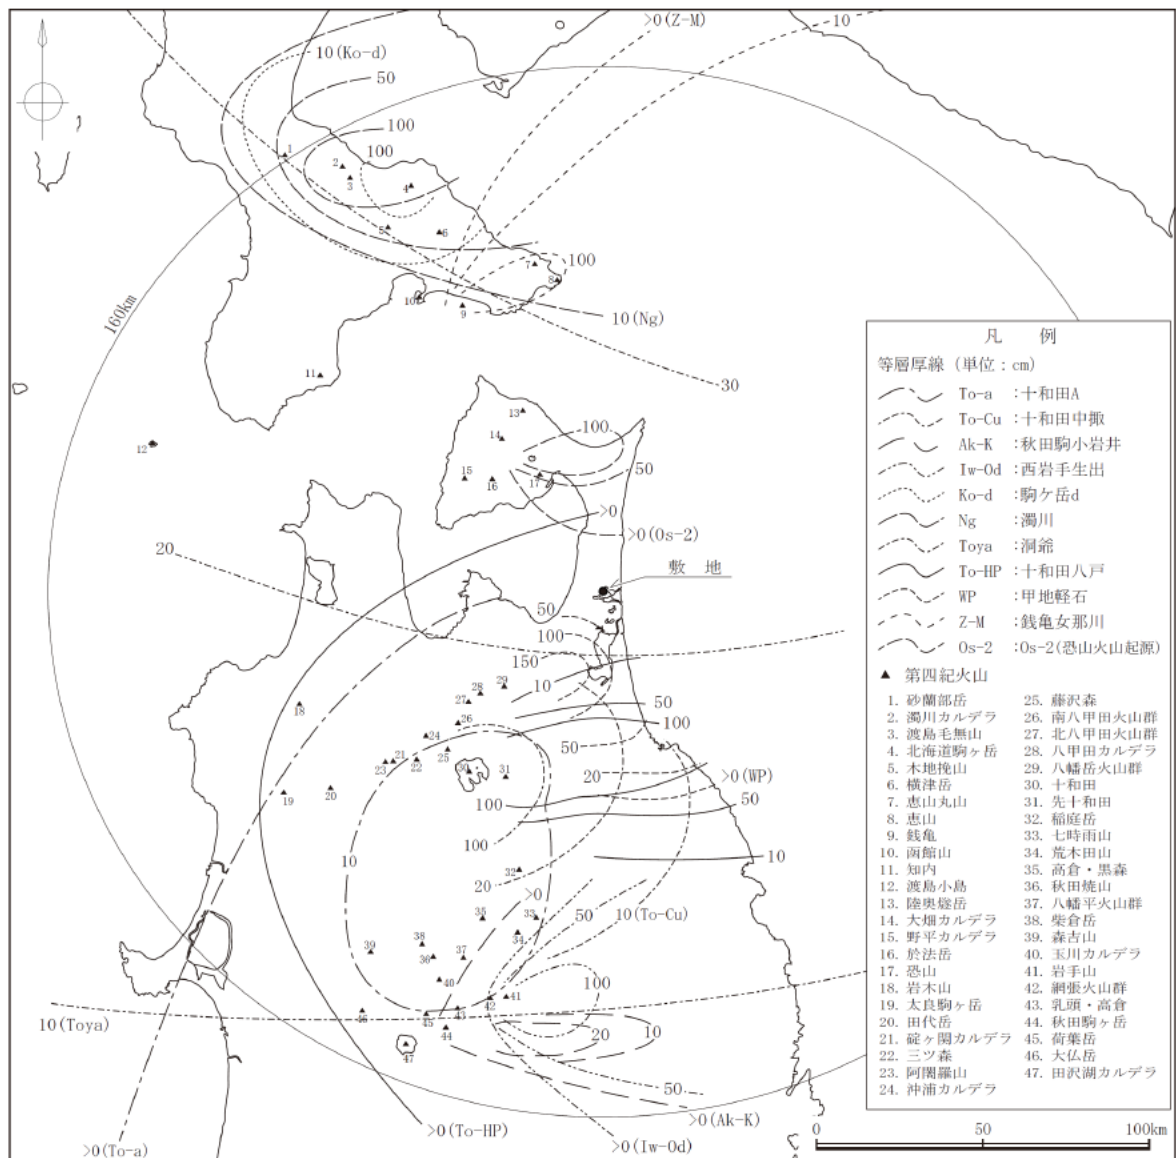 >0(Z-M)
10
10(Ko-d)
50
100
100
1
2
3
4
5
6
7
8
100
9
10
10(Ng)
160km
30
11
12
13
14
15
16
17
100
50
>0
>0(Os-2)
20
敷 地
50
100
150
10
50
100
50
20
>0(WP)
50
100
100
10
10
20
>0
10(To-Cu)
50
18
19
20
21
22
23
24
25
26
27
28
29
30
31
32
33
34
35
36
37
38
39
40
41
42
43
44
45
46
47
100
20
10
50
10(Toya)
>0(To-a)
>0(To-HP)
>0(Iw-Od)
>0(Ak-K)
凡 例
等層厚線 (単位:cm)
To-a :十和田A
To-Cu :十和田中掫
Ak-K :秋田駒小岩井
Iw-Od :西岩手生出
Ko-d :駒ケ岳d
Ng :濁川
Toya :洞爺
To-HP :十和田八戸
WP :甲地軽石
Z-M :銭亀女那川
Os-2 :Os-2(恐山火山起源)
▲ 第四紀火山
1. 砂蘭部岳
2. 濁川カルデラ
3. 渡島毛無山
4. 北海道駒ヶ岳
5. 木地挽山
6. 横津岳
7. 恵山丸山
8. 恵山
9. 銭亀
10. 函館山
11. 知内
12. 渡島小島
13. 陸奥燧岳
14. 大畑カルデラ
15. 野平カルデラ
16. 於法岳
17. 恐山
18. 岩木山
19. 太良駒ヶ岳
20. 田代岳
21. 碇ヶ関カルデラ
22. 三ツ森
23. 阿闍羅山
24. 沖浦カルデラ
25. 藤沢森
26. 南八甲田火山群
27. 北八甲田火山群
28. 八甲田カルデラ
29. 八幡岳火山群
30. 十和田
31. 先十和田
32. 稲庭岳
33. 七時雨山
34. 荒木田山
35. 高倉・黒森
36. 秋田焼山
37. 八幡平火山群
38. 柴倉岳
39. 森吉山
40. 玉川カルデラ
41. 岩手山
42. 網張火山群
43. 乳頭・高倉
44. 秋田駒ヶ岳
45. 荷葉岳
46. 大仏岳
47. 田沢湖カルデラ
0 50 100km